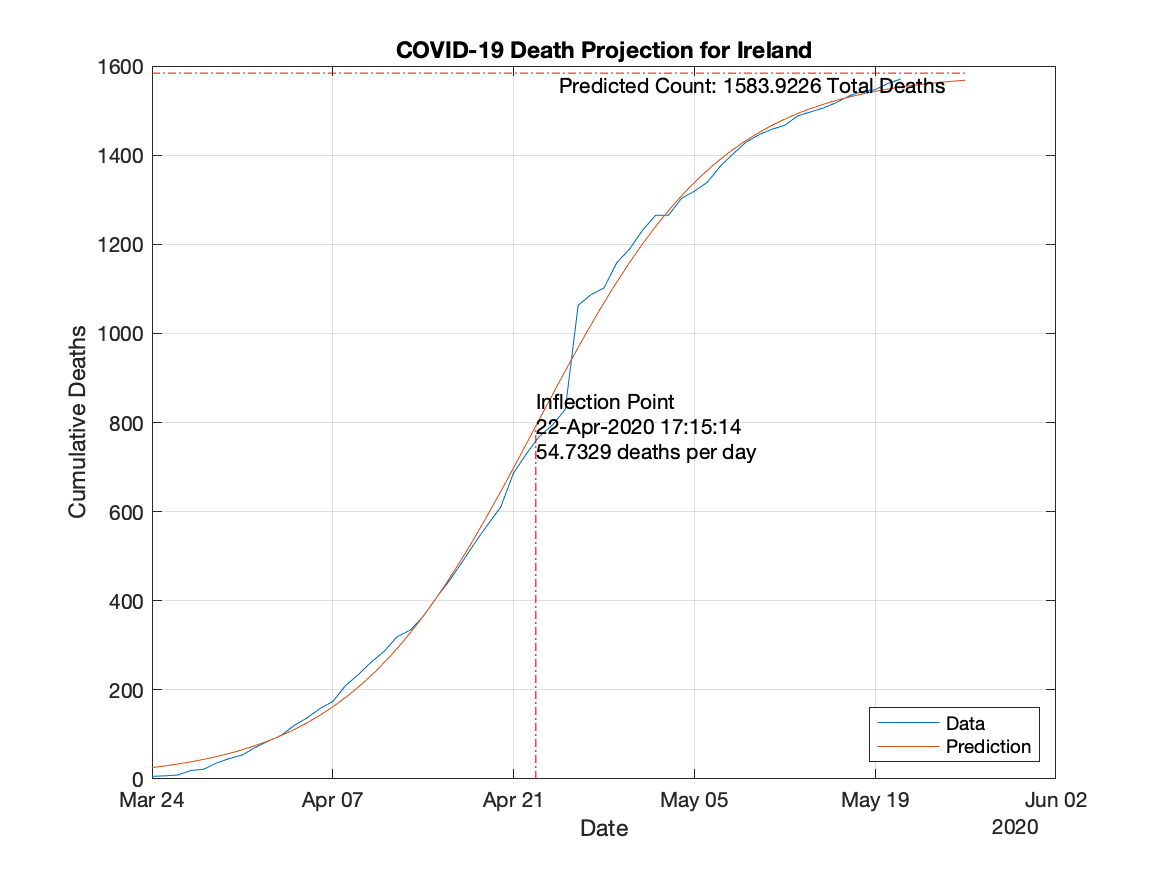 COVID-19 Death Projection for Ireland
1600
Predicted Count: 1583.9226 Total Deaths
1400
1200
1000
800
600
400
200
0
Cumulative Deaths
Inflection Point
22-Apr-2020 17:15:14
54.7329 deaths per day
Data
Prediction
Mar 24
Apr 07
Apr 21
May 05
May 19
Jun 02
Date
2020